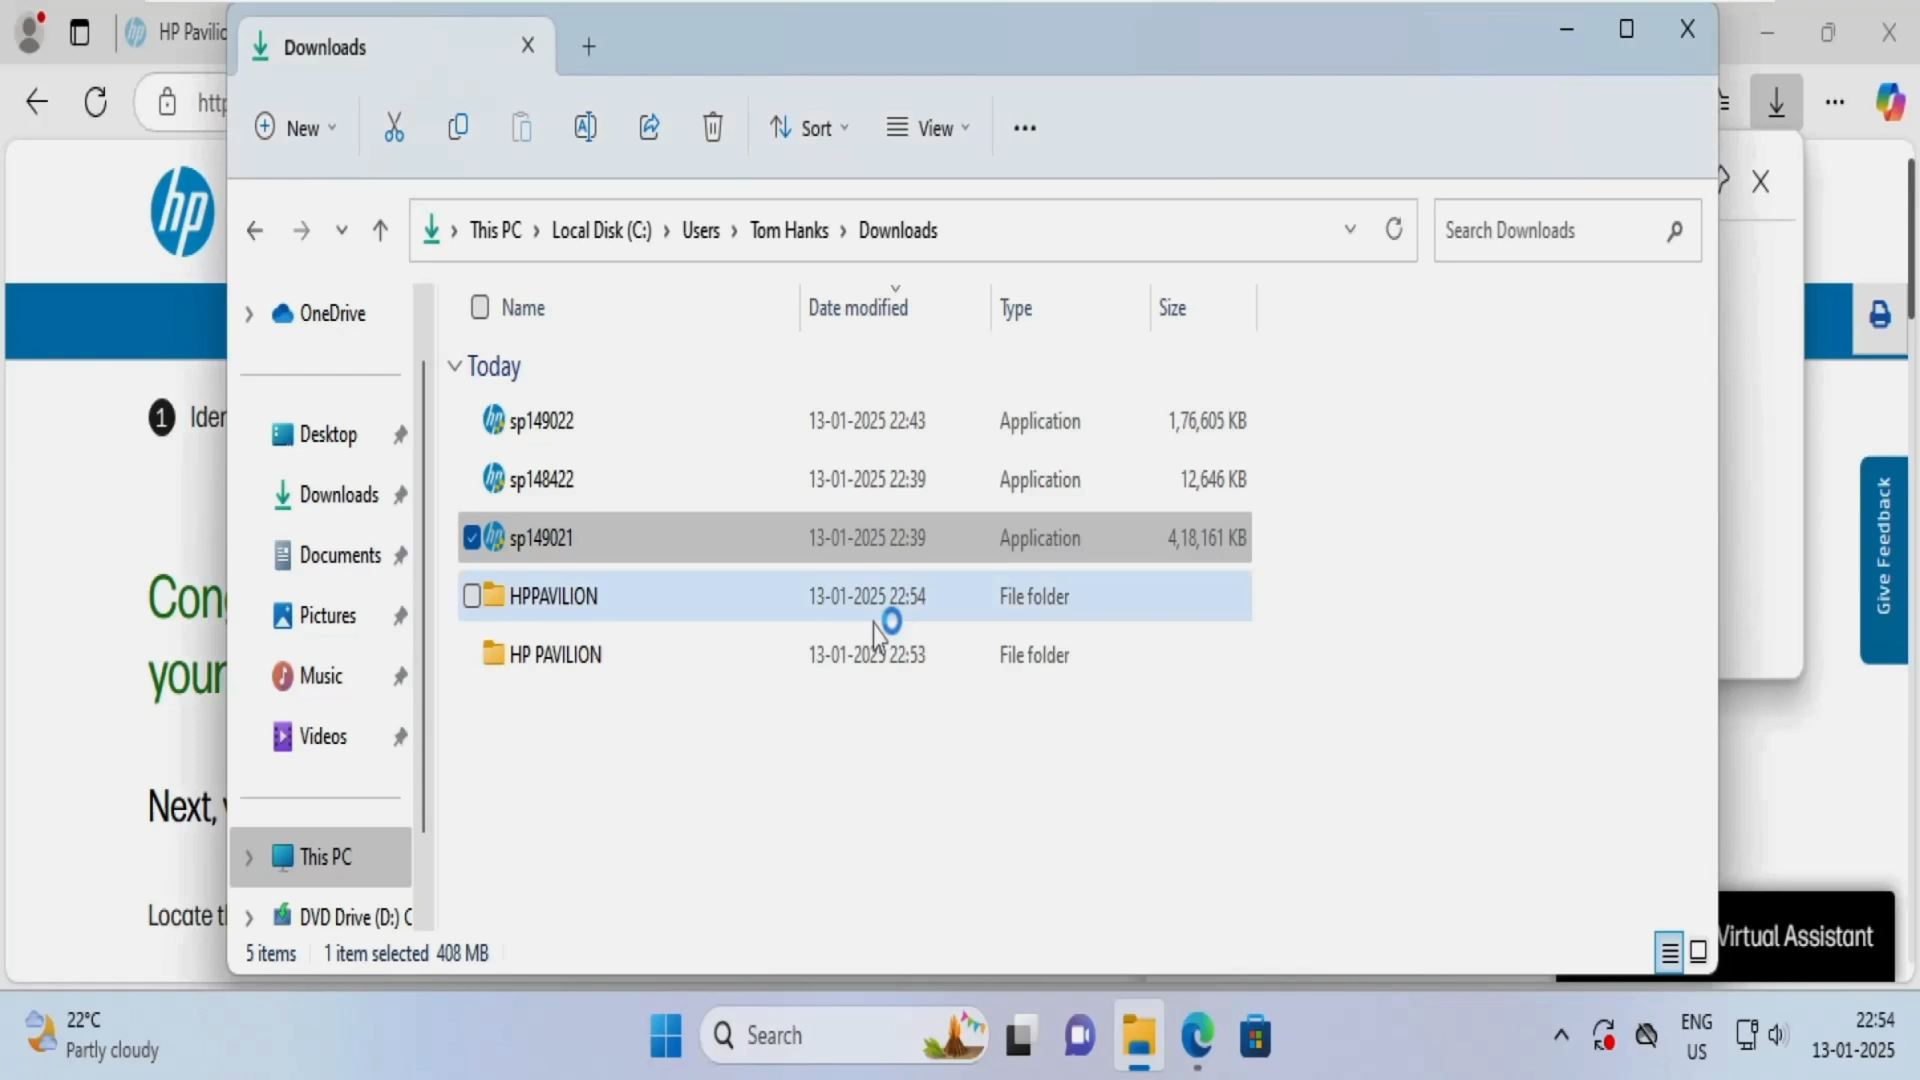 HP Pavilio
Downloads
http
New
Sort
View
This PC
Local Disk (C:)
Users
Tom Hanks
Downloads
Search Downloads
hp
OneDrive
Name
Date modified
Type
Size
Today
sp149022
13-01-2025 22:43
Application
1,76,605 KB
1 Iden
Desktop
sp148422
13-01-2025 22:39
Application
12,646 KB
Downloads
sp149021
13-01-2025 22:39
Application
4,18,161 KB
Give Feedback
Documents
HPPAVILION
13-01-2025 22:54
File folder
Cong
Pictures
HP PAVILION
13-01-2025 22:53
File folder
your
Music
Videos
Next,
This PC
Locate t
DVD Drive (D:) C
Virtual Assistant
5 items
1 item selected 408 MB
22°C
Partly cloudy
Search
ENG
US
22:54
13-01-2025